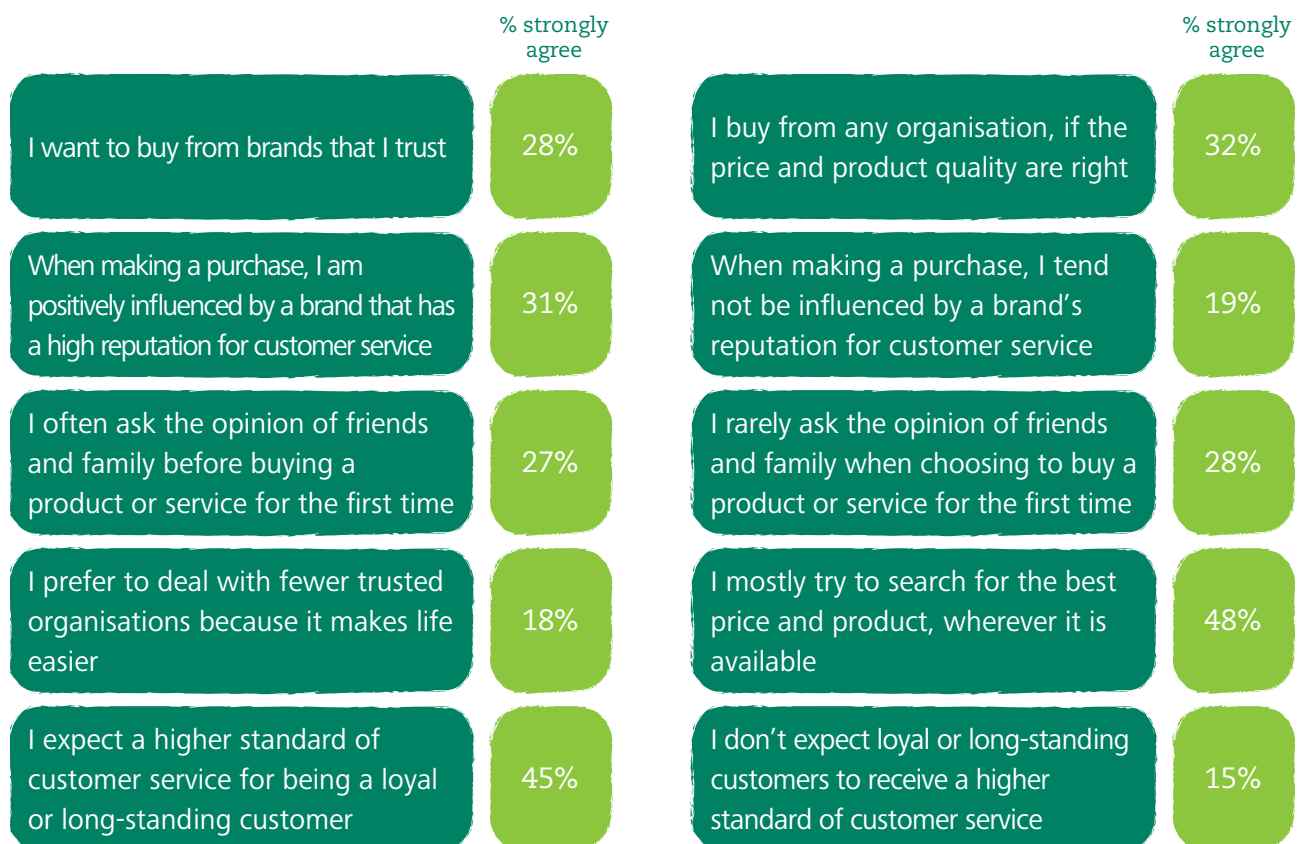 % strongly
agree
I want to buy from brands that I trust
28%
When making a purchase, I am
positively influenced by a brand that has
a high reputation for customer service
31%
I often ask the opinion of friends
and family before buying a
product or service for the first time
27%
I prefer to deal with fewer trusted
organisations because it makes life
easier
18%
I expect a higher standard of
customer service for being a loyal
or long-standing customer
45%
% strongly
agree
I buy from any organisation, if the
price and product quality are right
32%
When making a purchase, I tend
not be influenced by a brand’s
reputation for customer service
19%
I rarely ask the opinion of friends
and family when choosing to buy a
product or service for the first time
28%
I mostly try to search for the best
price and product, wherever it is
available
48%
I don’t expect loyal or long-standing
customers to receive a higher
standard of customer service
15%